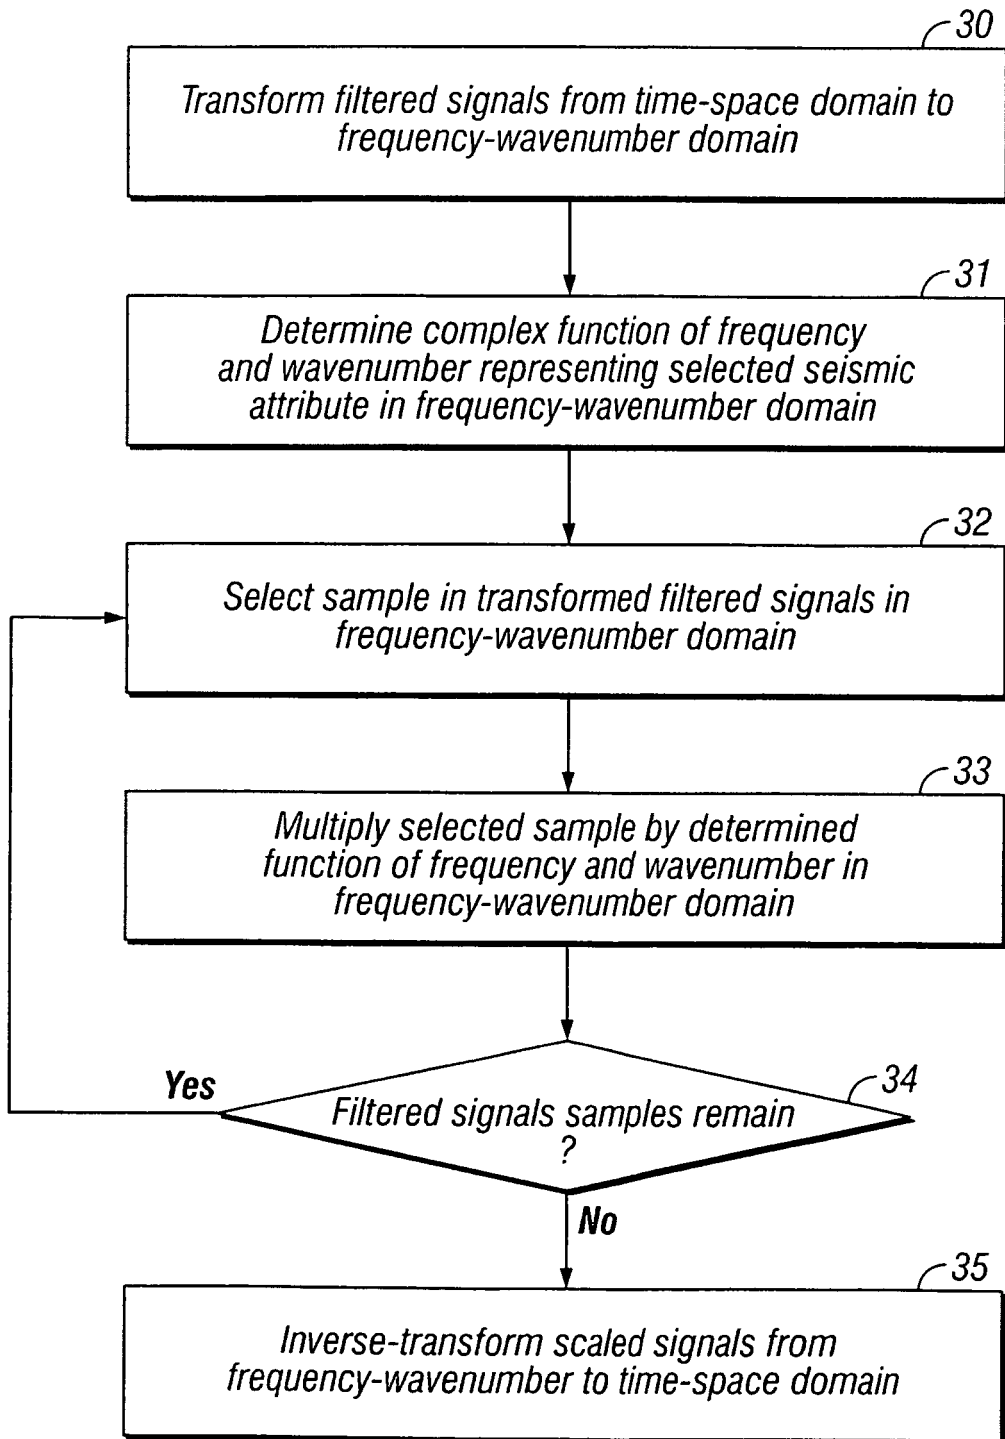 30
Transform filtered signals from time-space domain to
frequency-wavenumber domain
31
Determine complex function of frequency
and wavenumber representing selected seismic
attribute in frequency-wavenumber domain
32
Select sample in transformed filtered signals in
frequency-wavenumber domain
33
Multiply selected sample by determined
function of frequency and wavenumber in
frequency-wavenumber domain
34
Yes
Filtered signals samples remain
?
No
35
Inverse-transform scaled signals from
frequency-wavenumber to time-space domain